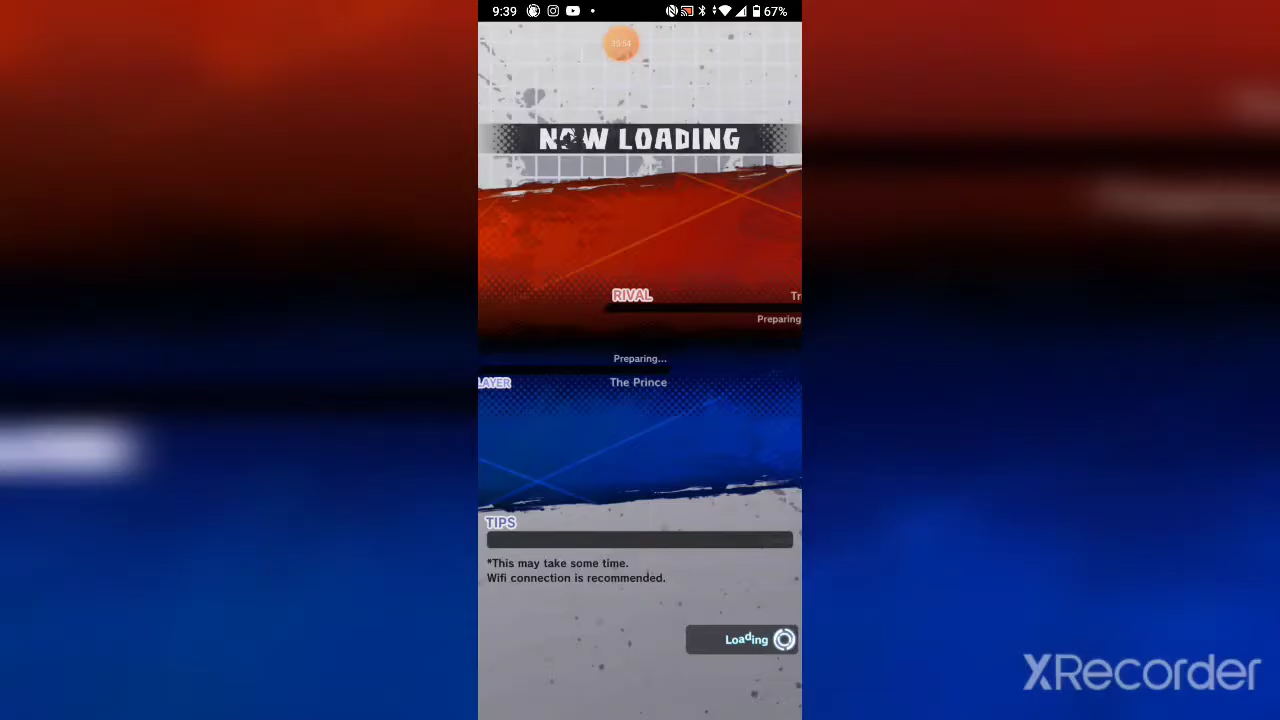 9:39
67%
NOW LOADING
RIVAL
Tr
Preparing
Preparing...
LAYER
The Prince
TIPS
*This may take some time.
Wifi connection is recommended.
Loading
XRecorder